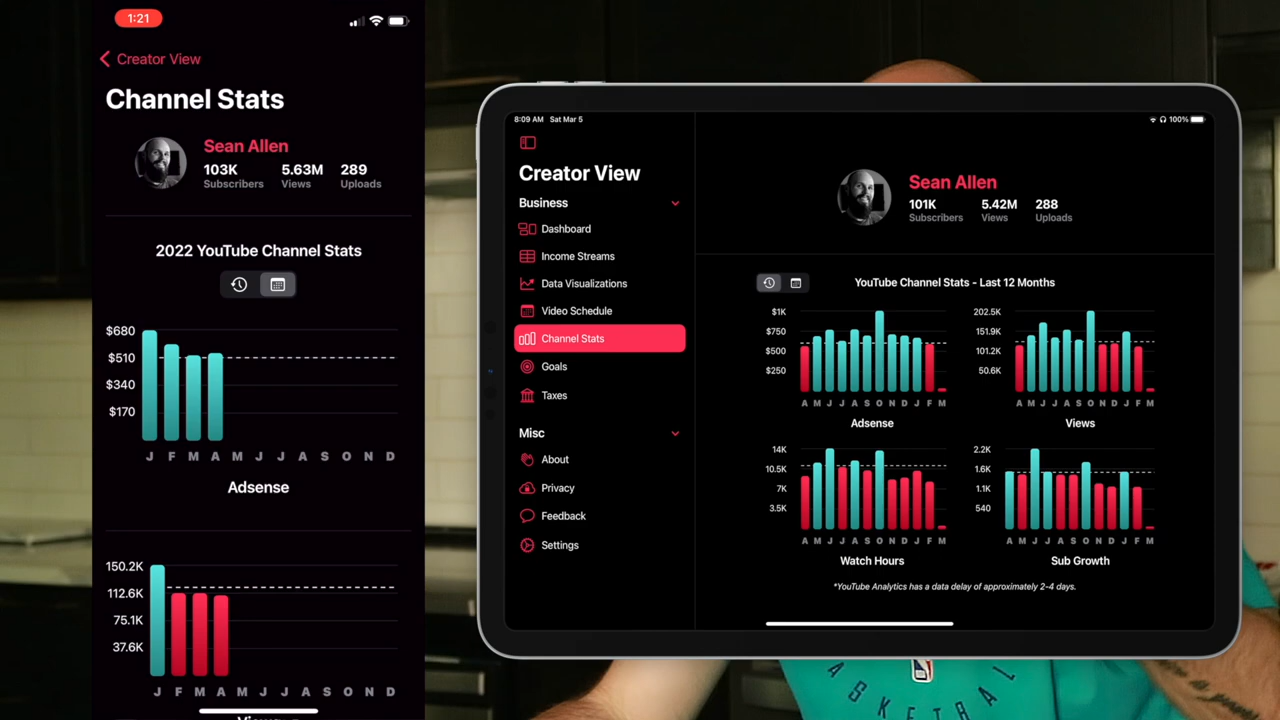 1:21
Creator View
Channel Stats
Sean Allen
103K 5.63M 289
Subscribers Views Uploads
2022 YouTube Channel Stats
$680
$510
$340
$170
J F M A M J J A S O N D
Adsense
150.2K
112.6K
75.1K
37.6K
J F M A M J J A S O N D
8:09 AM Sat Mar 5
100%
Creator View
Business
Dashboard
Income Streams
Data Visualizations
Video Schedule
Channel Stats
Goals
Taxes
Misc
About
Privacy
Feedback
Settings
Sean Allen
101K 5.42M 288
Subscribers Views Uploads
YouTube Channel Stats - Last 12 Months
$1K
$750
$500
$250
A M J J A S O N D J F M
Adsense
202.5K
151.9K
101.2K
50.6K
A M J J A S O N D J F M
Views
14K
10.5K
7K
3.5K
A M J J A S O N D J F M
Watch Hours
2.2K
1.6K
1.1K
540
A M J J A S O N D J F M
Sub Growth
*YouTube Analytics has a data delay of approximately 2-4 days.
ASKETBAL